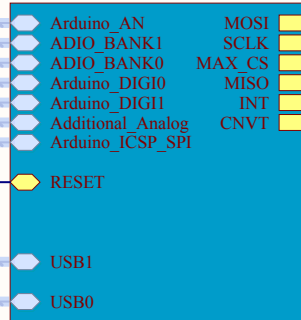 Arduino_AN MOSI
ADIO_BANK1 SCLK
ADIO_BANK0 MAX_CS
Arduino_DIGI0 MISO
Arduino_DIGI1 INT
Additional_Analog CNVT
Arduino_ICSP_SPI
RESET
USB1
USB0